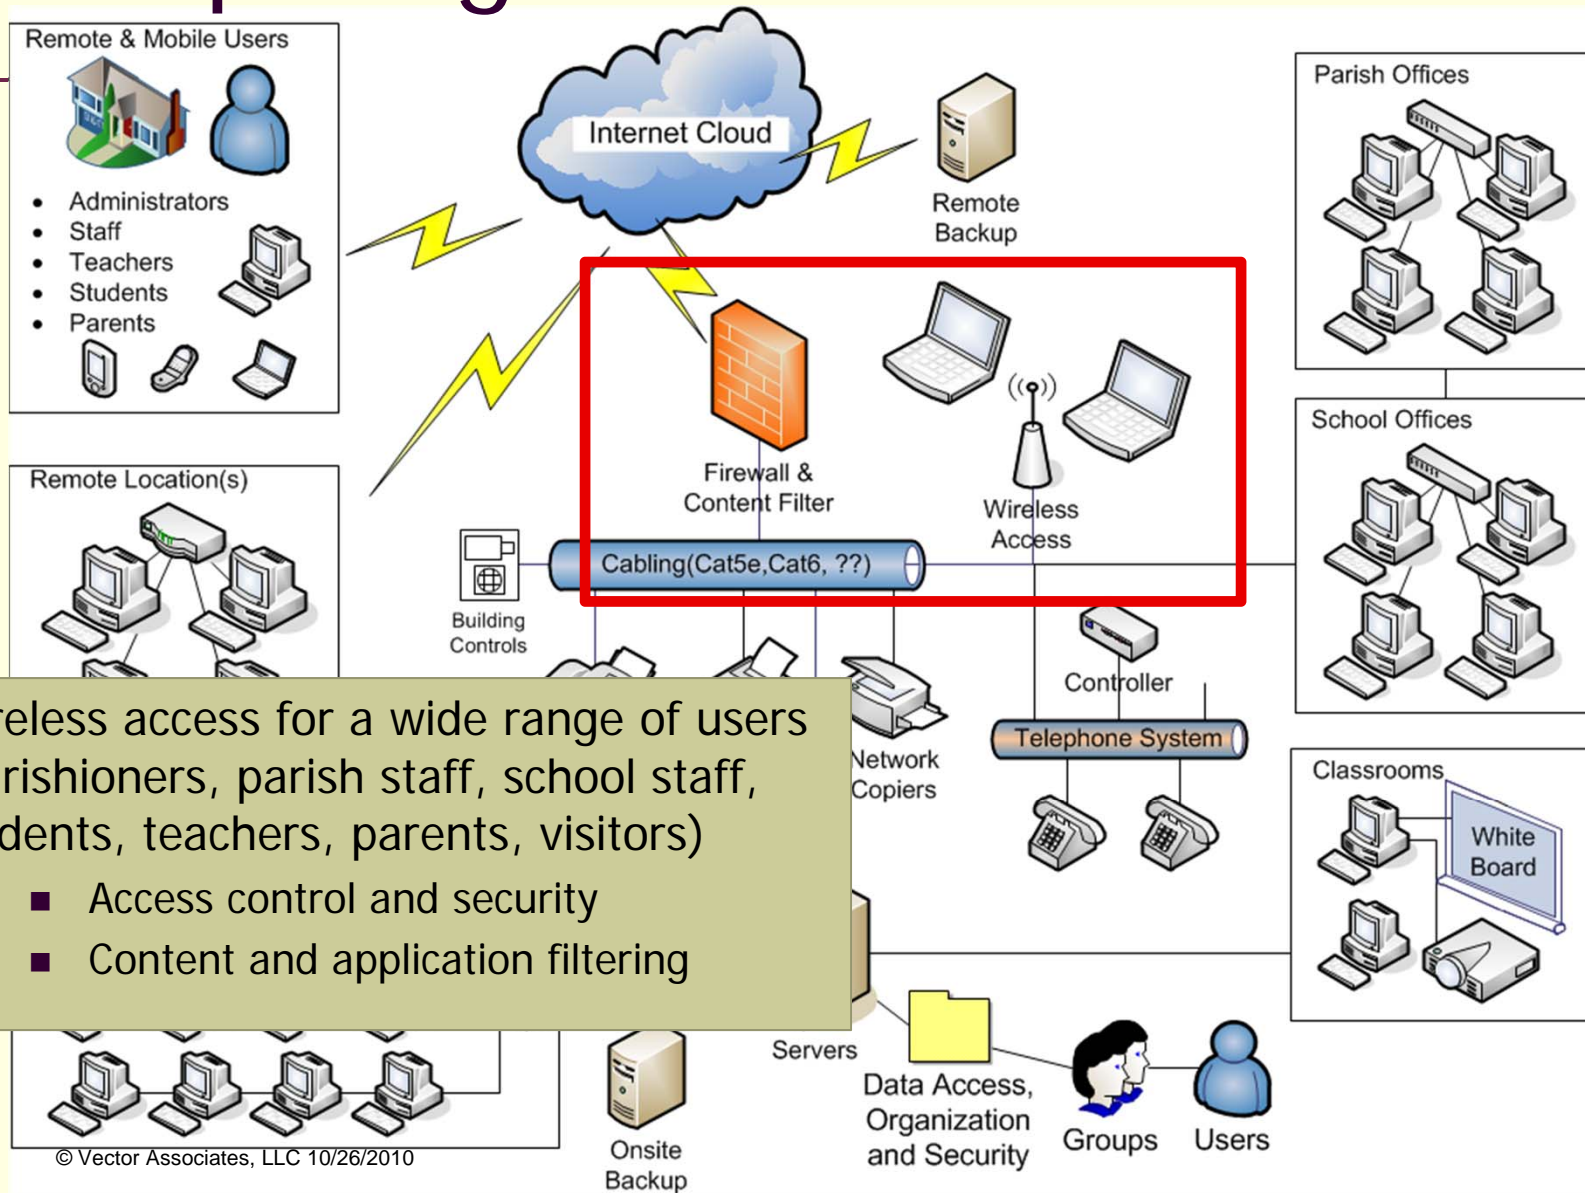 Remote & Mobile Users
Administrators
Staff
Teachers
Students
Parents
Internet Cloud
Remote
Backup
Parish Offices
School Offices
Remote Location(s)
Firewall &
Content Filter
Wireless
Access
Cabling(Cat5e,Cat6, ??)
Building
Controls
Controller
Telephone System
Network
Copiers
Classrooms
White
Board
reless access for a wide range of users
rishioners, parish staff, school staff,
dents, teachers, parents, visitors)
Access control and security
Content and application filtering
Servers
Data Access,
Organization
and Security
Groups
Users
Onsite
Backup
© Vector Associates, LLC 10/26/2010